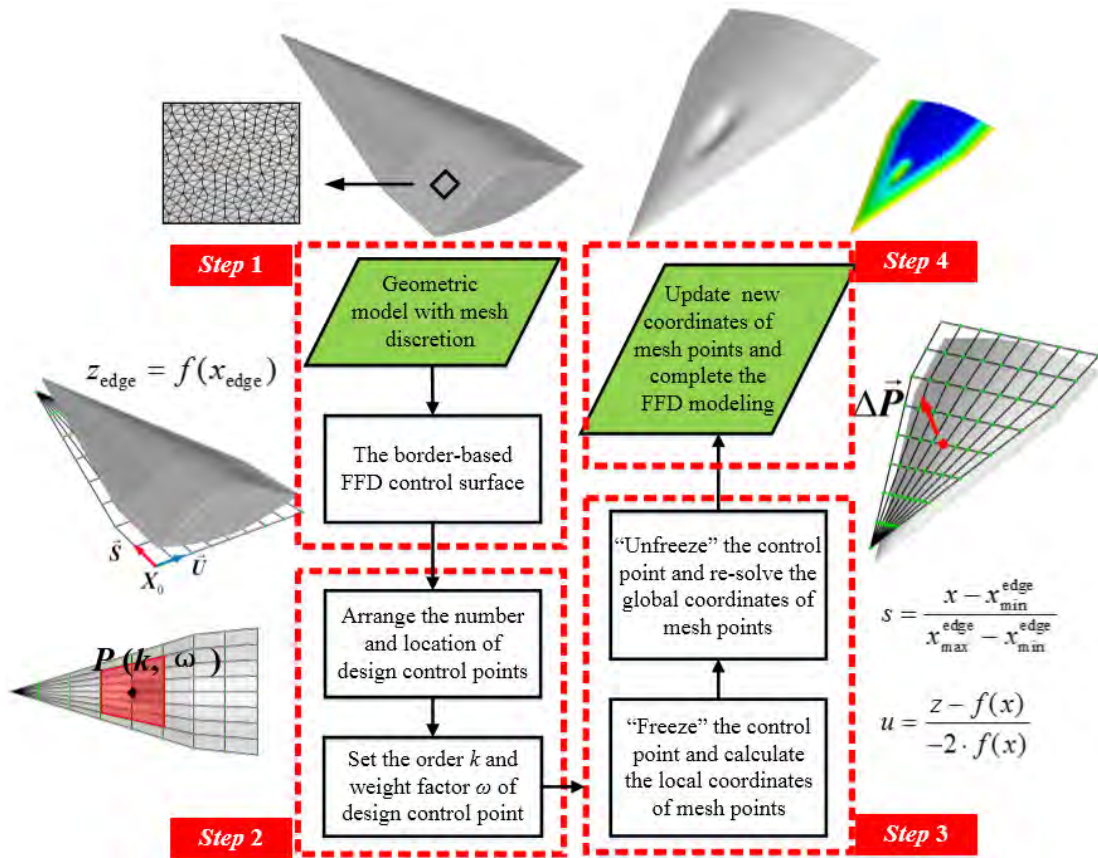 Step 1
Geometric
model with mesh
discretion
z_edge = f(x_edge)
The border-based
FFD control surface
S⃗
X₀
U⃗
Arrange the number
and location of
design control points
P (k, ω)
Set the order k and
weight factor ω of
design control point
Step 2
Step 4
Update new
coordinates of
mesh points and
complete the
FFD modeling
ΔP⃗
“Unfreeze” the control
point and re-solve the
global coordinates of
mesh points
s = (x − x_min^edge) / (x_max^edge − x_min^edge)
“Freeze” the control
point and calculate
the local coordinates
of mesh points
u = (z − f(x)) / (−2 · f(x))
Step 3